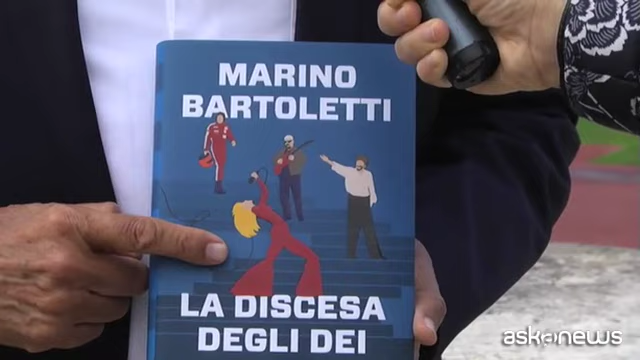 MARINO
BARTOLETTI
LA DISCESA
DEGLI DEI
askanews